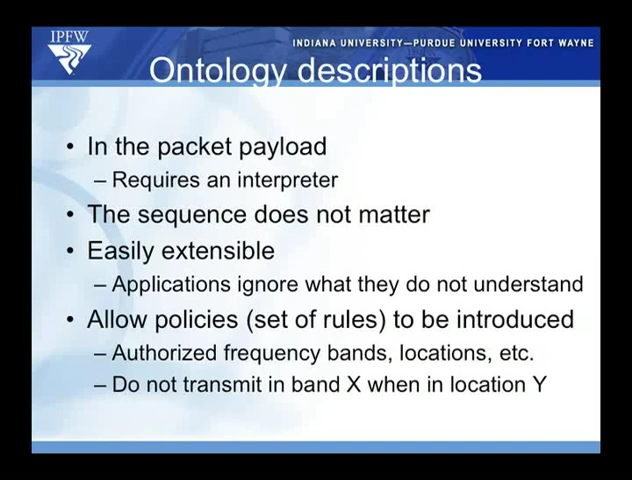 IPFW
INDIANA UNIVERSITY—PURDUE UNIVERSITY FORT WAYNE
Ontology descriptions
• In the packet payload
– Requires an interpreter
• The sequence does not matter
• Easily extensible
– Applications ignore what they do not understand
• Allow policies (set of rules) to be introduced
– Authorized frequency bands, locations, etc.
– Do not transmit in band X when in location Y